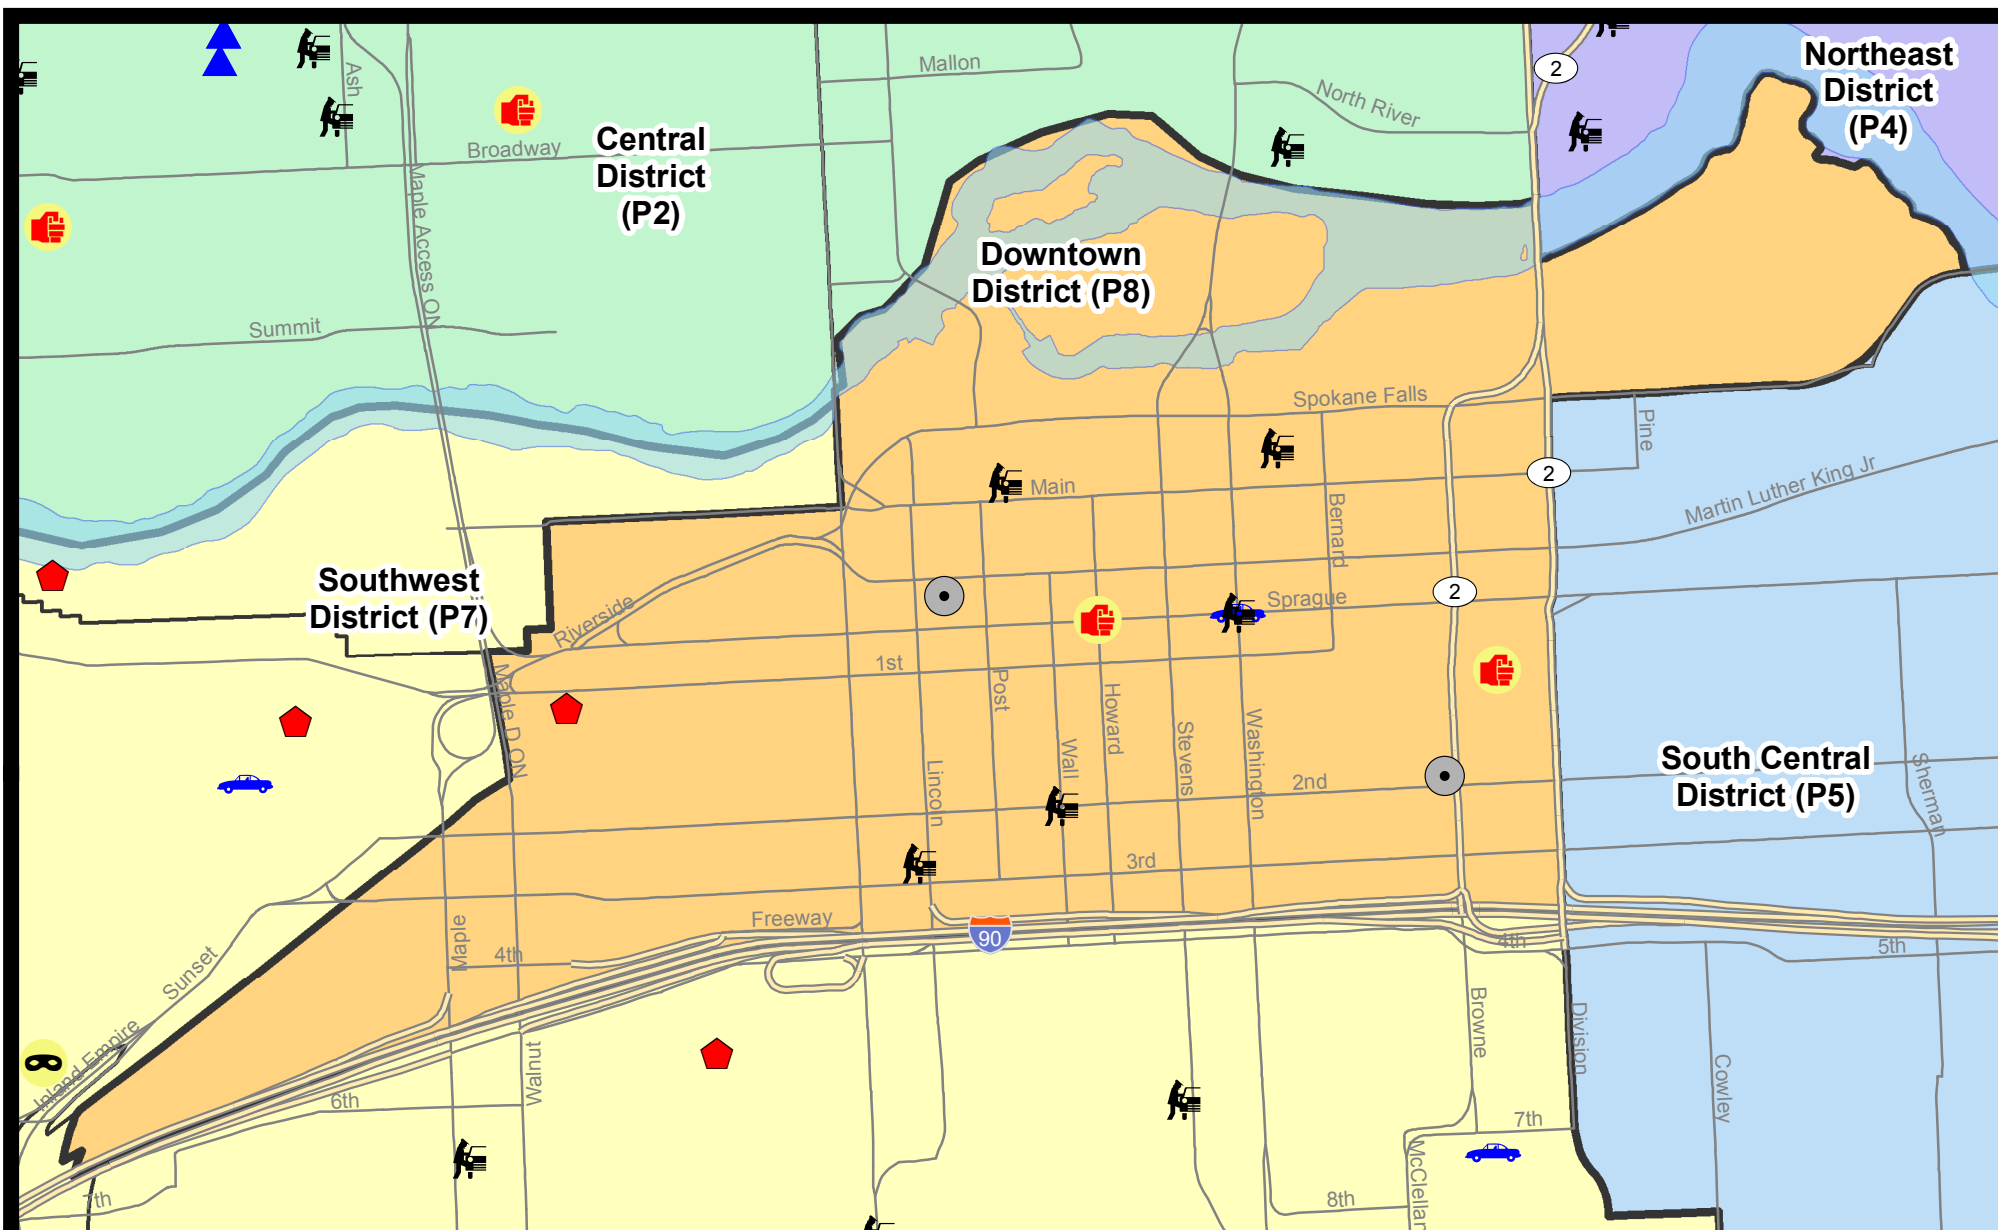 Northeast
District
(P4)
2
Mallon
North River
Ash
Central
District
(P2)
Broadway
Maple Access ON
Downtown
District (P8)
Summit
Spokane Falls
Pine
Main
2
Martin Luther King Jr
Bernard
Southwest
District (P7)
Riverside
Sprague
2
1st
Maple D ON
Post
Howard
Stevens
Washington
Wall
Lincoln
2nd
South Central
District (P5)
Sherman
3rd
Freeway
90
Maple
4th
4th
5th
Sunset
Inland Empire
Walnut
Browne
Division
Cowley
6th
7th
7th
8th
McClellan